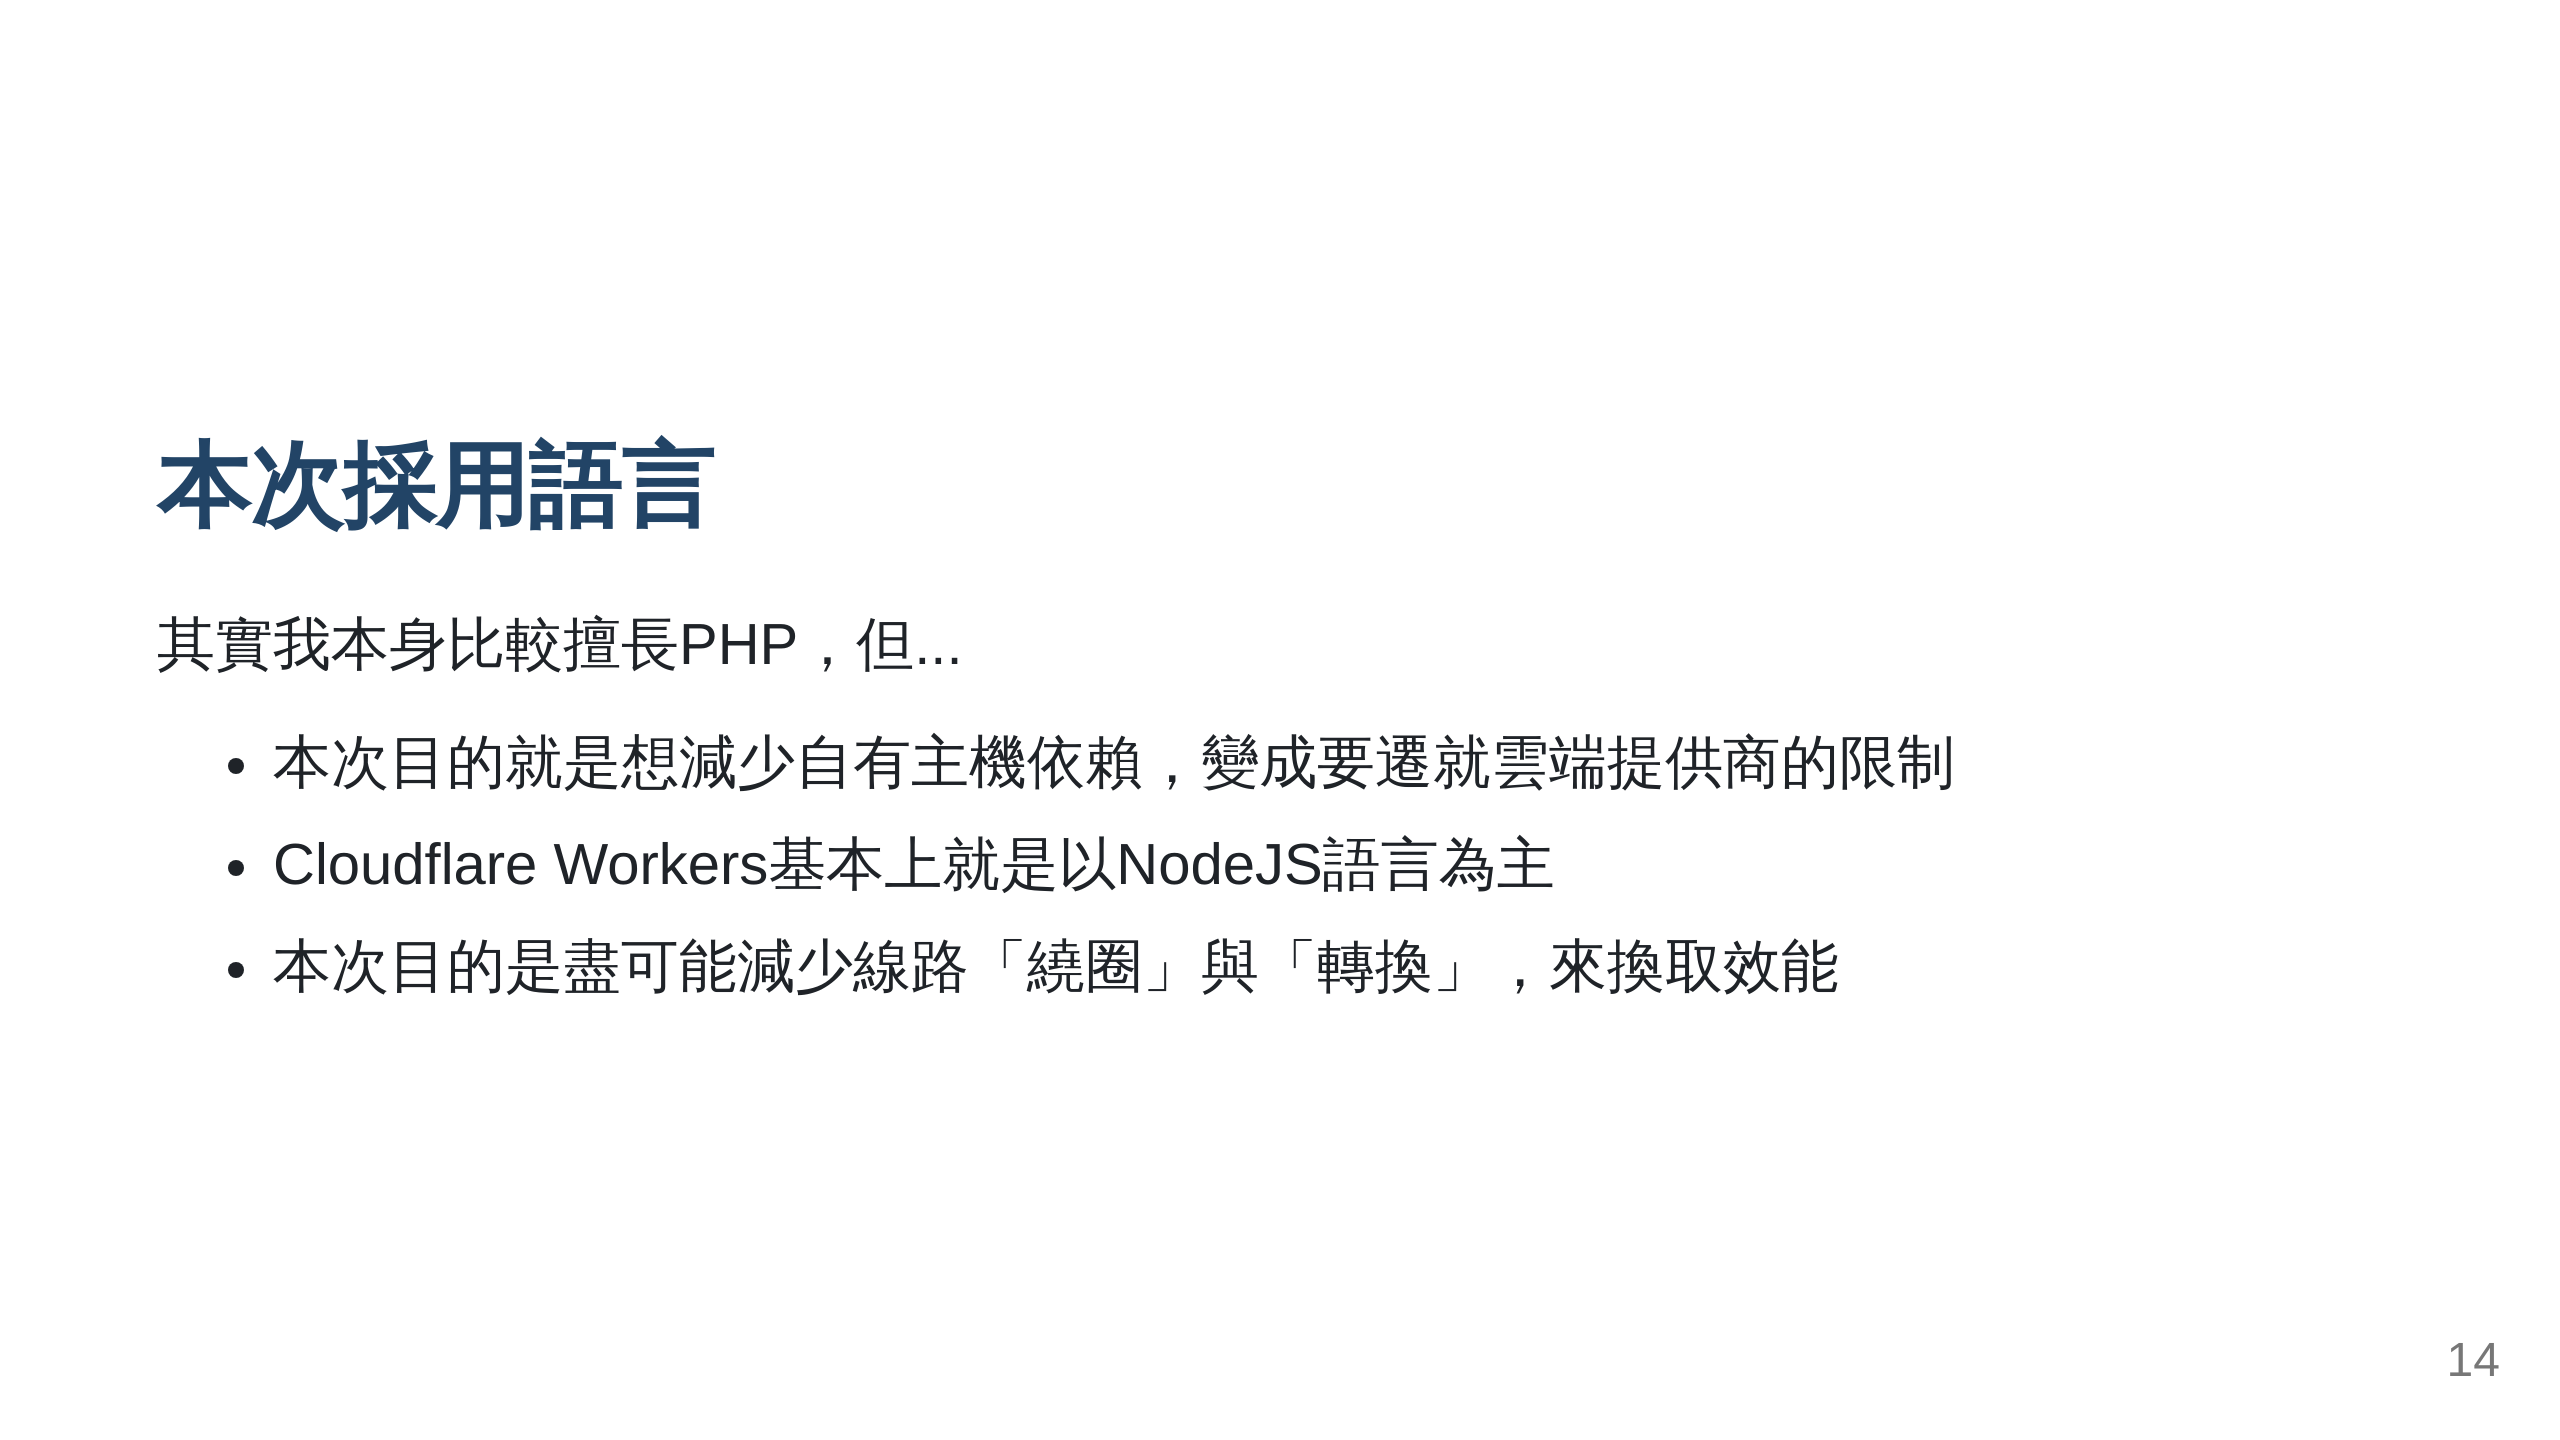 本次採用語言
其實我本身比較擅長PHP，但...
• 本次目的就是想減少自有主機依賴，變成要遷就雲端提供商的限制
• Cloudflare Workers基本上就是以NodeJS語言為主
• 本次目的是盡可能減少線路「繞圈」與「轉換」，來換取效能
14